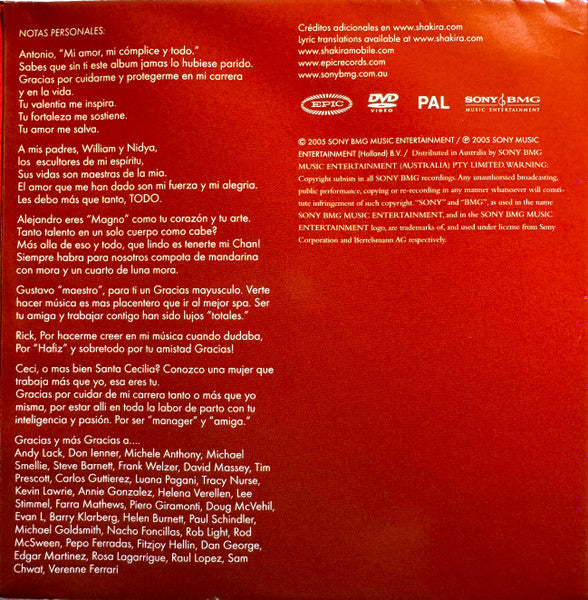 NOTAS PERSONALES:
Antonio, "Mi amor, mi cómplice y todo."
Sabes que sin ti este album jamas lo hubiese parido.
Gracias por cuidarme y protegerme en mi carrera
y en la vida.
Tu valentia me inspira.
Tu fortaleza me sostiene.
Tu amor me salva.
A mis padres, William y Nidya,
los escultores de mi espíritu,
Sus vidas son maestras de la mia.
El amor que me han dado son mi fuerza y mi alegria.
Les debo más que tanto, TODO.
Alejandro eres "Magno" como tu corazón y tu arte.
Tanto talento en un solo cuerpo como cabe?
Más alla de eso y todo, que lindo es tenerte mi Chan!
Siempre habra para nosotros compota de mandarina
con mora y un cuarto de luna mora.
Gustavo "maestro", para ti un Gracias mayusculo. Verte
hacer música es mas placentero que ir al mejor spa. Ser
tu amiga y trabajar contigo han sido lujos "totales."
Rick, Por hacerme creer en mi música cuando dudaba,
Por "Hafiz" y sobretodo por tu amistad Gracias!
Ceci, o mas bien Santa Cecilia? Conozco una mujer que
trabaja más que yo, esa eres tu.
Gracias por cuidar de mi carrera tanto o más que yo
misma, por estar alli en toda la labor de parto con tu
inteligencia y pasión. Por ser "manager" y "amiga."
Gracias y más Gracias a....
Andy Lack, Don Ienner, Michele Anthony, Michael
Smellie, Steve Barnett, Frank Welzer, David Massey, Tim
Prescott, Carlos Guttierez, Luana Pagani, Tracy Nurse,
Kevin Lawrie, Annie Gonzalez, Helena Verellen, Lee
Stimmel, Farra Mathews, Piero Giramonti, Doug McVehil,
Evan L, Barry Klarberg, Helen Burnett, Paul Schindler,
Michael Goldsmith, Nacho Foncillas, Rob Light, Rod
McSween, Pepo Ferradas, Fitzjoy Hellin, Dan George,
Edgar Martinez, Rosa Lagarrigue, Raul Lopez, Sam
Chwat, Verenne Ferrari
Créditos adicionales en www.shakira.com
Lyric translations available at www.shakira.com
www.shakiramobile.com
www.epicrecords.com
www.sonybmg.com.au
EPIC
DVD
VIDEO
PAL
SONY BMG
MUSIC ENTERTAINMENT
© 2005 SONY BMG MUSIC ENTERTAINMENT / ℗ 2005 SONY MUSIC
ENTERTAINMENT (Holland) B.V. / Distributed in Australia by SONY BMG
MUSIC ENTERTAINMENT (AUSTRALIA) PTY LIMITED.WARNING:
Copyright subsists in all SONY BMG recordings. Any unauthorised broadcasting,
public performance, copying or re-recording in any manner whatsoever will consti-
tute infringement of such copyright. "SONY" and "BMG", as used in the name
SONY BMG MUSIC ENTERTAINMENT, and in the SONY BMG MUSIC
ENTERTAINMENT logo, are trademarks of, and used under license from Sony
Corporation and Bertelsmann AG respectively.